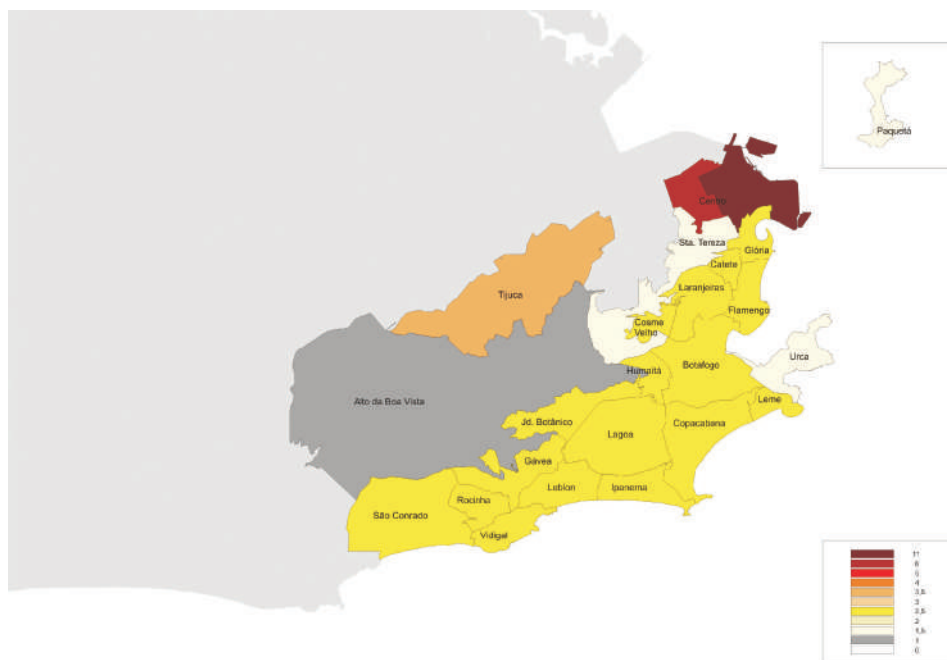 Paquetá
Centro
Sta. Tereza
Glória
Catete
Laranjeiras
Tijuca
Flamengo
Cosme
Velho
Urca
Humaitá
Botafogo
Alto da Boa Vista
Leme
Jd. Botânico
Copacabana
Lagoa
Gávea
Leblon
Ipanema
Rocinha
São Conrado
Vidigal
11
6
5
4
3,5
3
2,5
2
1,5
1
0